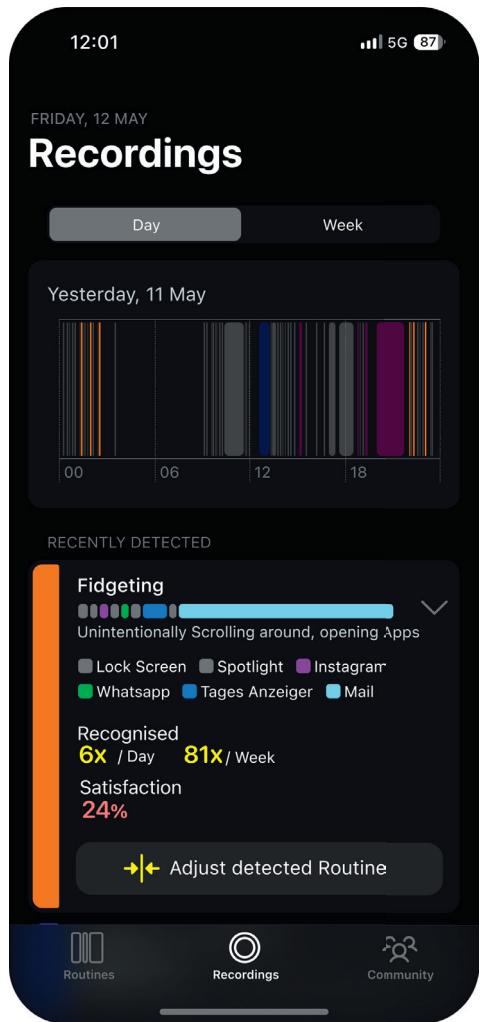 12:01 5G 87
FRIDAY, 12 MAY
Recordings
Day Week
Yesterday, 11 May
00 06 12 18
RECENTLY DETECTED
Fidgeting
Unintentionally Scrolling around, opening Apps
Lock Screen Spotlight Instagram
Whatsapp Tages Anzeiger Mail
Recognised
6x / Day 81x / Week
Satisfaction
24%
Adjust detected Routine
Routines Recordings Community